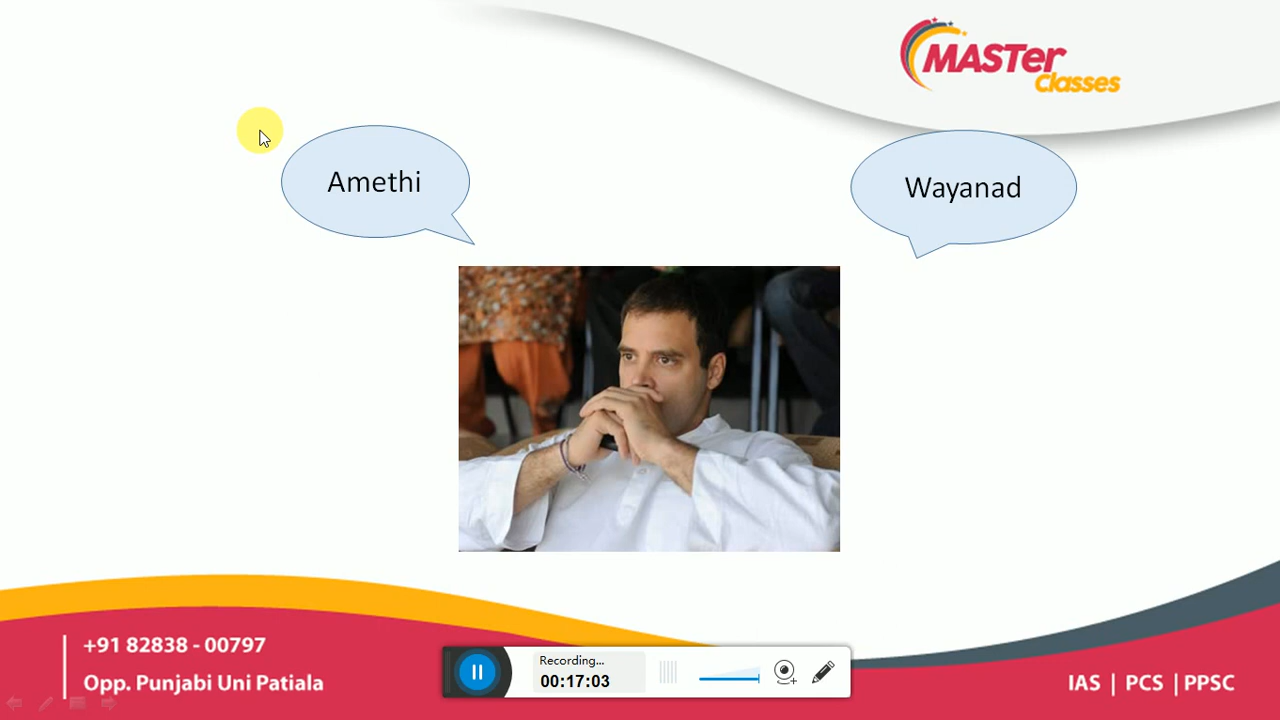 MASTer
Classes
Amethi
Wayanad
+91 82838 - 00797
Opp. Punjabi Uni Patiala
Recording...
00:17:03
IAS | PCS | PPSC